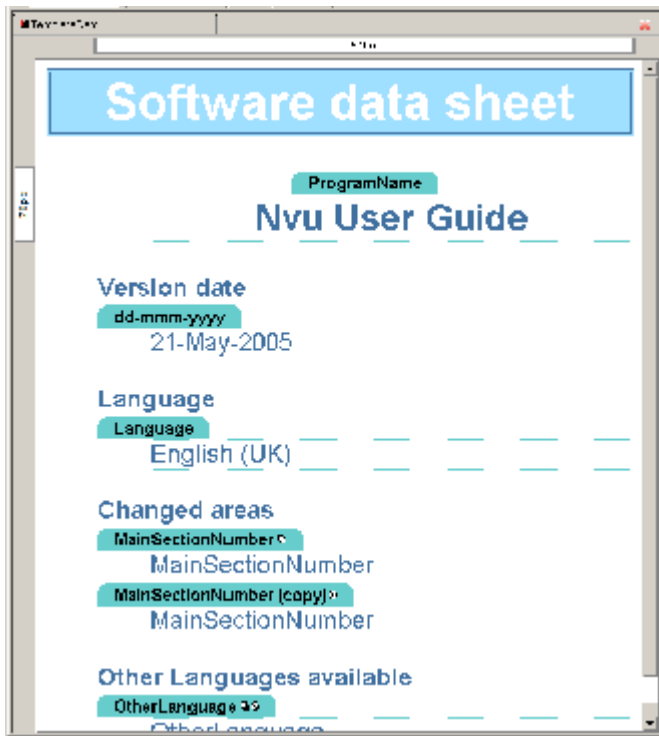 Software data sheet
ProgramName
Nvu User Guide
Version date
dd-mmm-yyyy
21-May-2005
Language
Language
English (UK)
Changed areas
MainSectionNumber
MainSectionNumber
MainSectionNumber (copy)
MainSectionNumber
Other Languages available
OtherLanguage
OtherLanguage